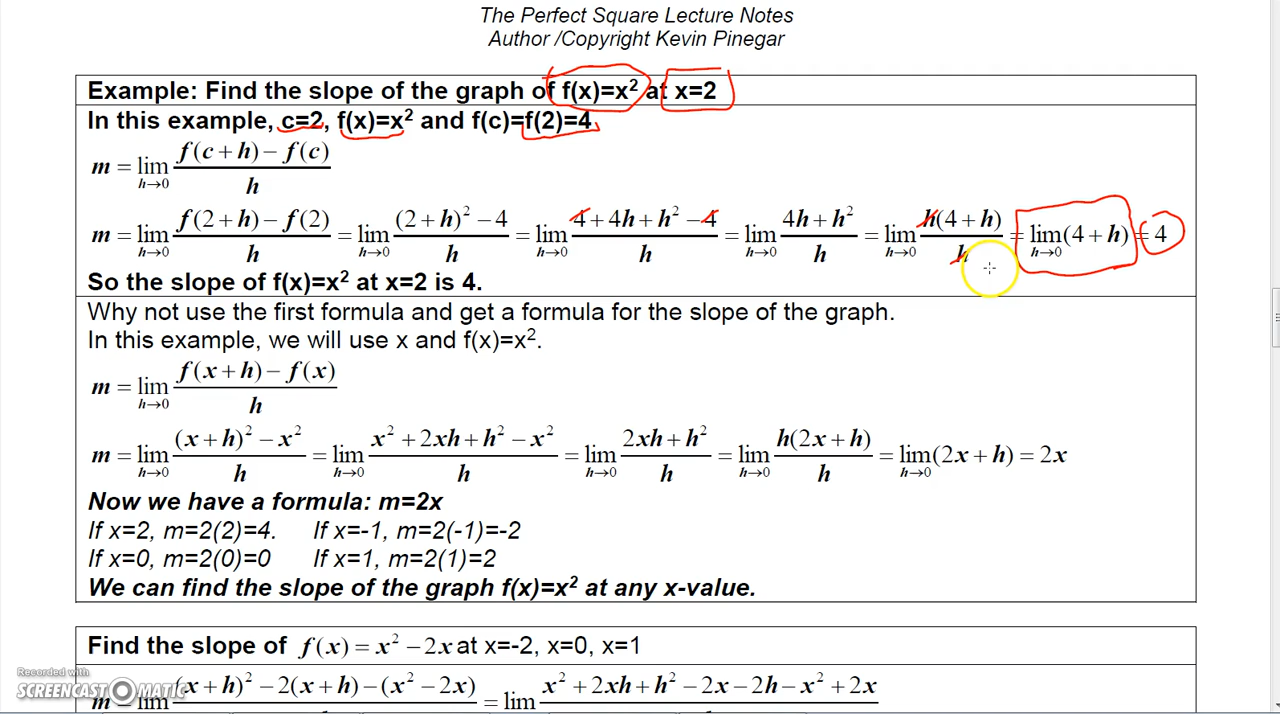 The Perfect Square Lecture Notes
Author /Copyright Kevin Pinegar
Example: Find the slope of the graph of f(x)=x² at x=2
In this example, c=2, f(x)=x² and f(c)=f(2)=4
m = lim h→0 (f(c + h) − f(c)) / h
m = lim h→0 (f(2 + h) − f(2)) / h = lim h→0 ((2 + h)² − 4) / h = lim h→0 (4 + 4h + h² − 4) / h = lim h→0 (4h + h²) / h = lim h→0 h(4 + h) / h = lim h→0 (4 + h) = 4
So the slope of f(x)=x² at x=2 is 4.
Why not use the first formula and get a formula for the slope of the graph.
In this example, we will use x and f(x)=x².
m = lim h→0 (f(x + h) − f(x)) / h
m = lim h→0 ((x + h)² − x²) / h = lim h→0 (x² + 2xh + h² − x²) / h = lim h→0 (2xh + h²) / h = lim h→0 h(2x + h) / h = lim h→0 (2x + h) = 2x
Now we have a formula: m=2x
If x=2, m=2(2)=4. If x=-1, m=2(-1)=-2
If x=0, m=2(0)=0 If x=1, m=2(1)=2
We can find the slope of the graph f(x)=x² at any x-value.
Find the slope of f(x) = x² − 2x at x=-2, x=0, x=1
m = lim (x + h)² − 2(x + h) − (x² − 2x) = lim x² + 2xh + h² − 2x − 2h − x² + 2x
Recorded with
SCREENCAST MATIC